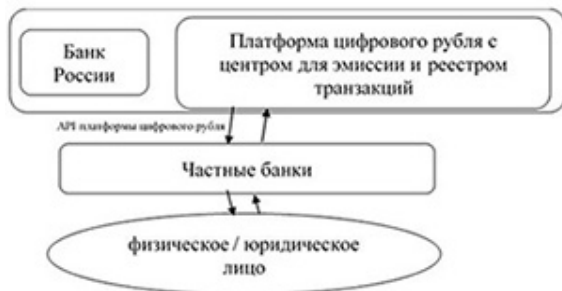 Банк
России
Платформа цифрового рубля с
центром для эмиссии и реестром
транзакций
API платформы цифрового рубля
Частные банки
физическое / юридическое
лицо